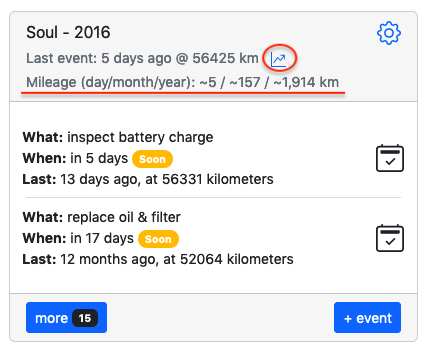 Soul - 2016
Last event: 5 days ago @ 56425 km
Mileage (day/month/year): ~5 / ~157 / ~1,914 km
What: inspect battery charge
When: in 5 days Soon
Last: 13 days ago, at 56331 kilometers
What: replace oil & filter
When: in 17 days Soon
Last: 12 months ago, at 52064 kilometers
more 15
+ event